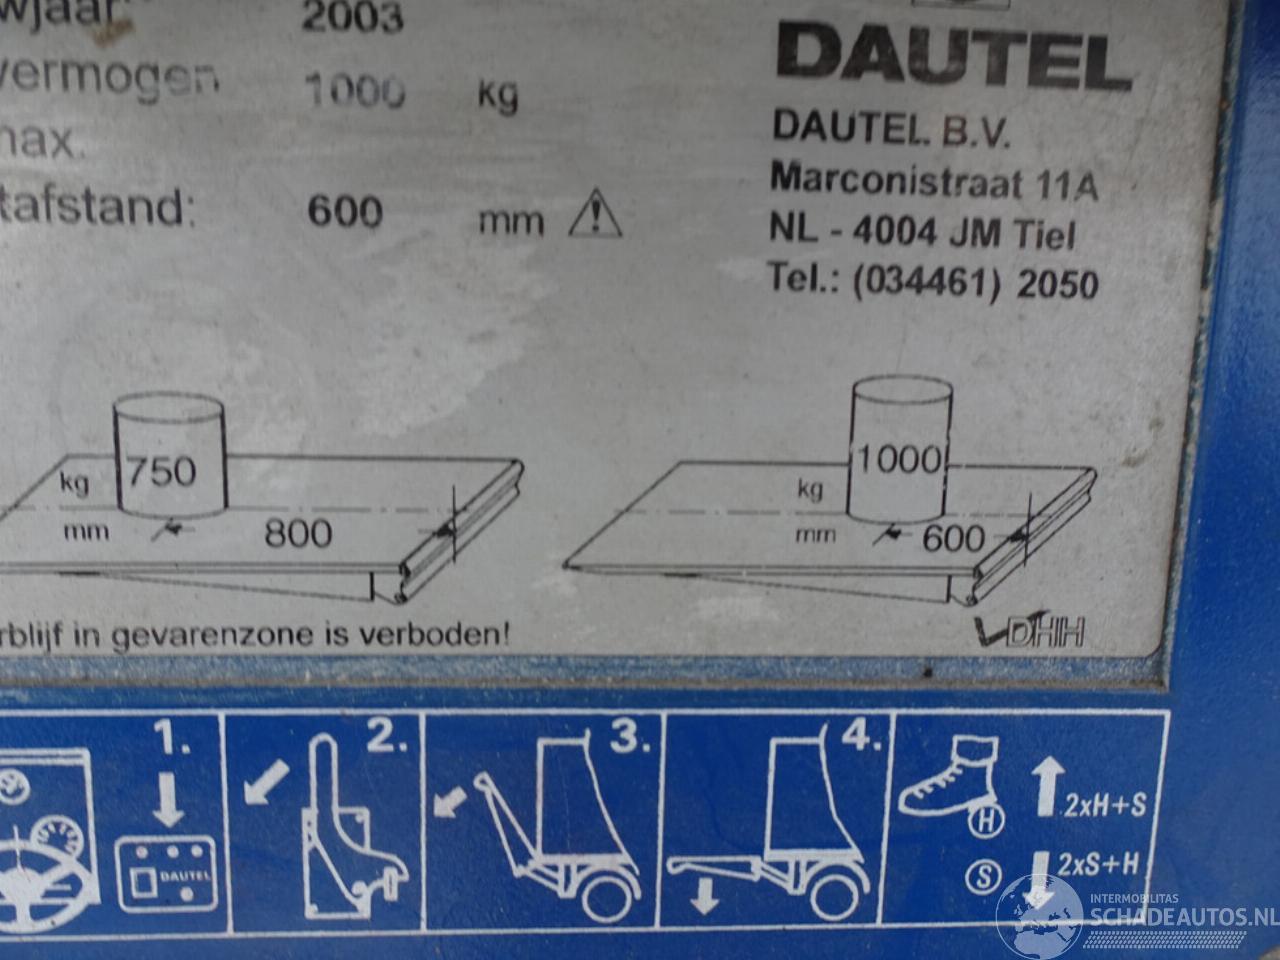 wjaar 2003
vermogen 1000 kg
max.
tafstand: 600 mm
DAUTEL
DAUTEL B.V.
Marconistraat 11A
NL - 4004 JM Tiel
Tel.: (034461) 2050
kg 750
mm 800
kg 1000
mm 600
rblijf in gevarenzone is verboden!
DHH
1. 2. 3. 4.
DAUTEL
H 2xH+S
S 2xS+H
INTERMOBILITAS
SCHADEAUTOS.NL